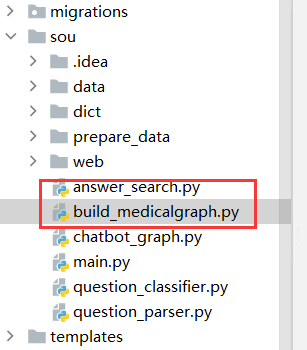 migrations
sou
.idea
data
dict
prepare_data
web
answer_search.py
build_medicalgraph.py
chatbot_graph.py
main.py
question_classifier.py
question_parser.py
templates